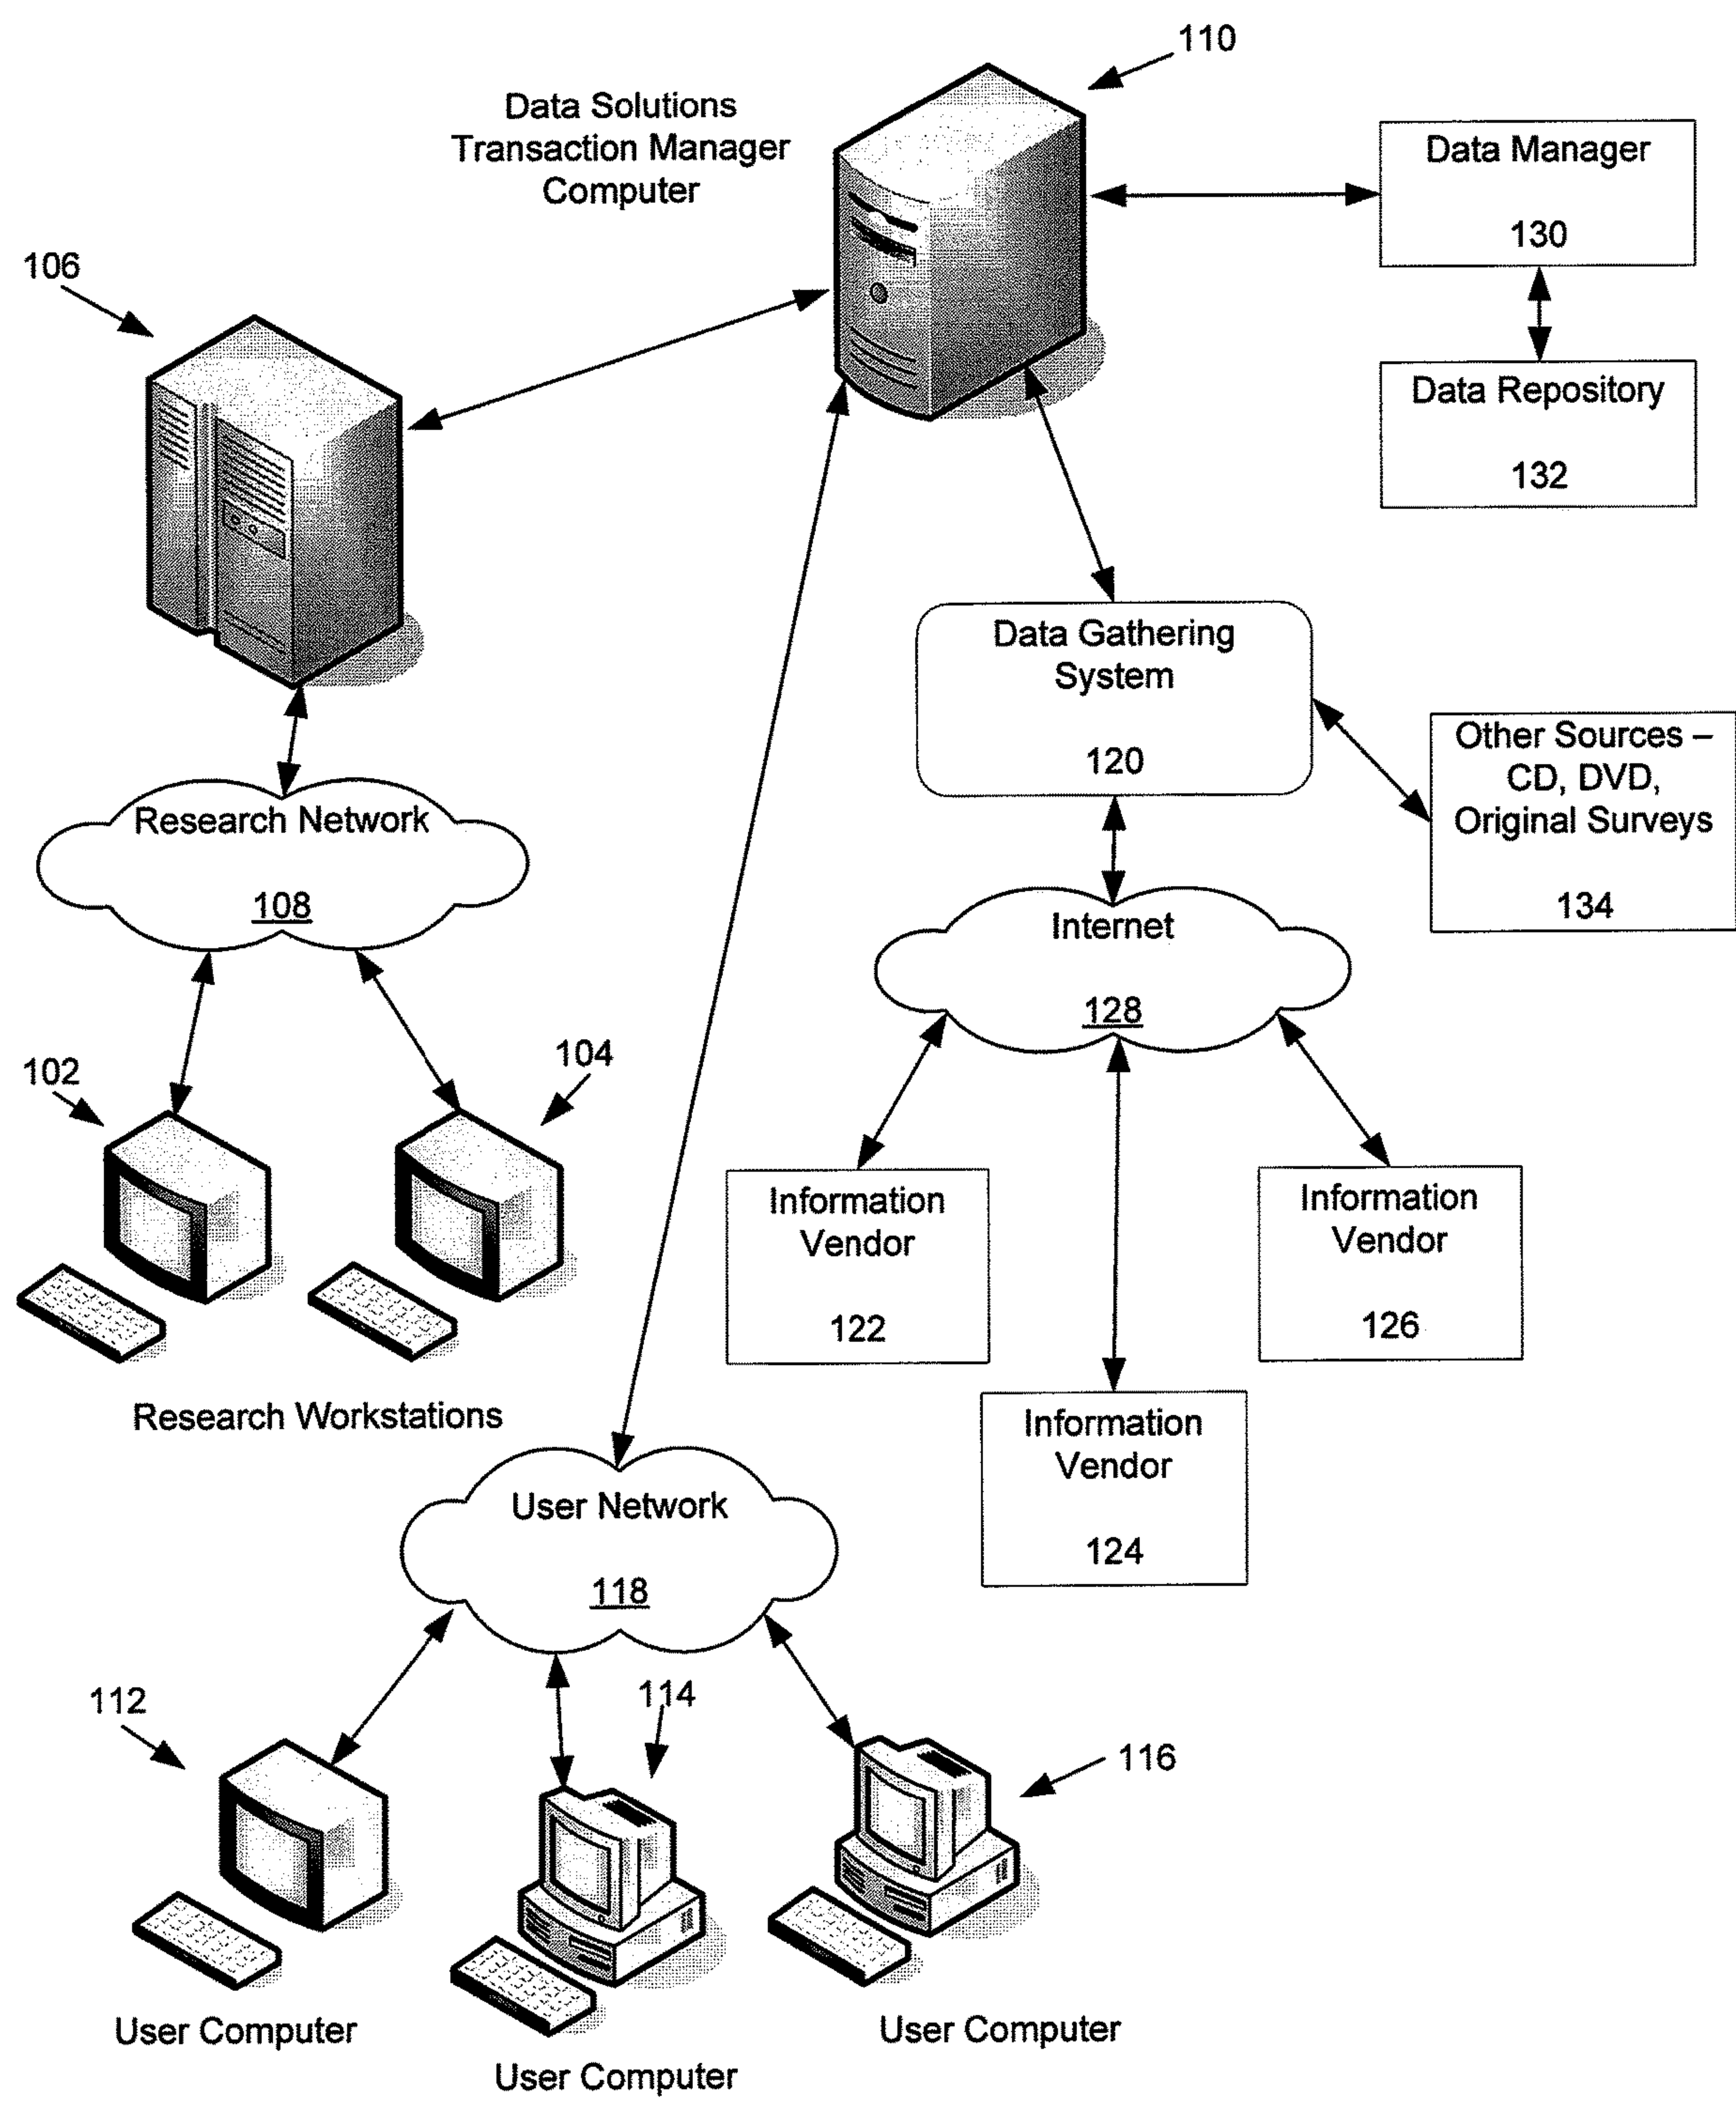 110
Data Solutions
Transaction Manager
Computer
Data Manager
130
106
Data Repository
132
Data Gathering
System
120
Other Sources –
CD, DVD,
Original Surveys
134
Research Network
108
Internet
128
102
104
Information
Vendor
122
Information
Vendor
126
Research Workstations
Information
Vendor
124
User Network
118
112
114
116
User Computer
User Computer
User Computer